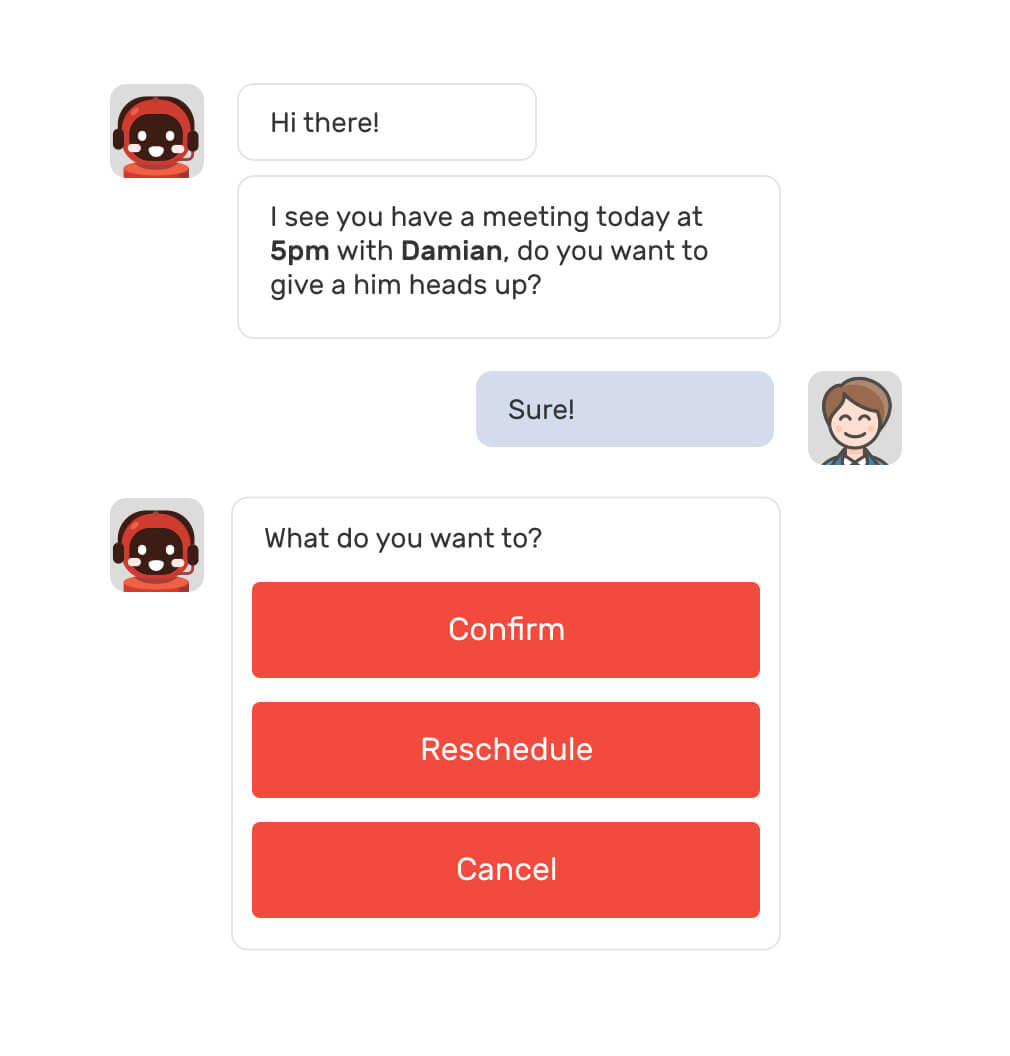 Hi there!
I see you have a meeting today at
5pm with Damian, do you want to
give a him heads up?
Sure!
What do you want to?
Confirm
Reschedule
Cancel